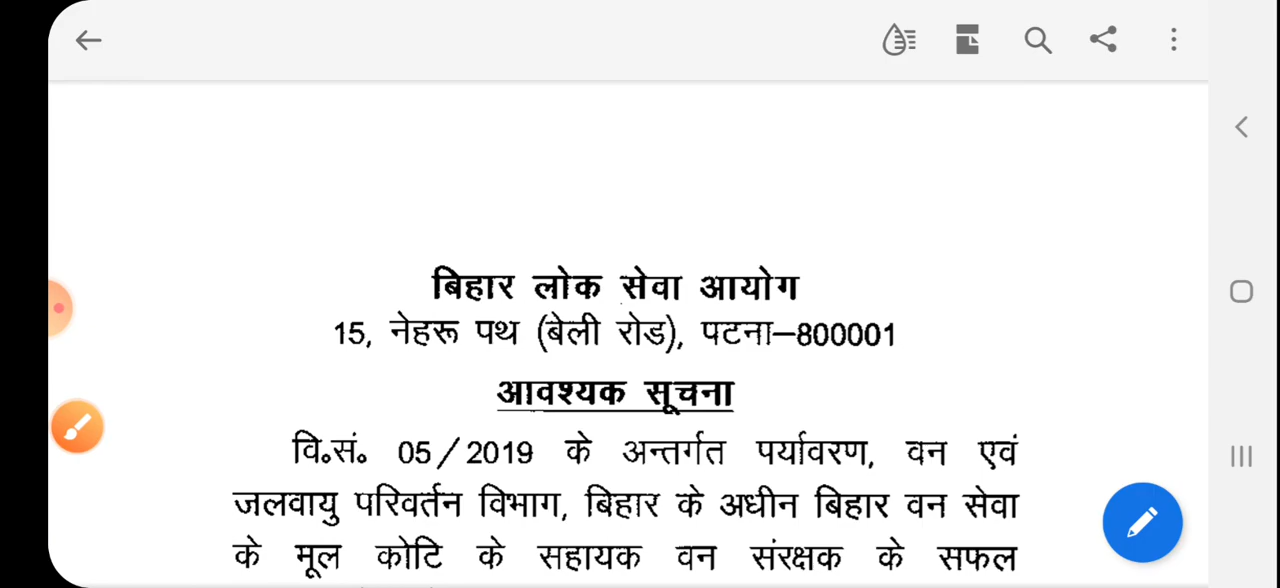 बिहार लोक सेवा आयोग
15, नेहरू पथ (बेली रोड), पटना–800001
आवश्यक सूचना
वि॰सं॰ 05/2019 के अन्तर्गत पर्यावरण, वन एवं
जलवायु परिवर्तन विभाग, बिहार के अधीन बिहार वन सेवा
के मूल कोटि के सहायक वन संरक्षक के सफल